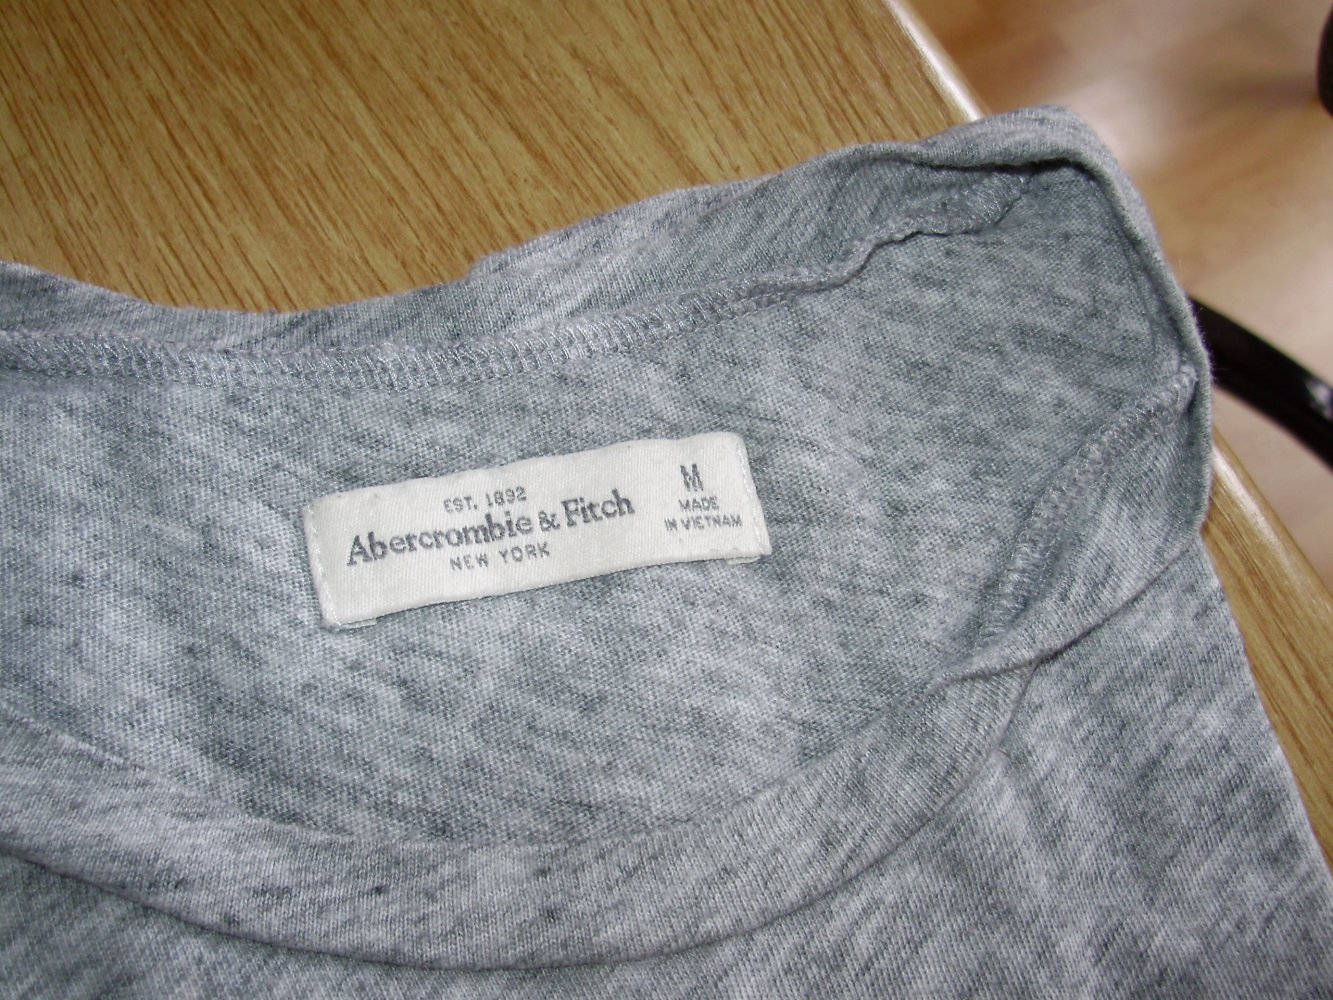 EST. 1892
Abercrombie & Fitch
NEW YORK
M
MADE
IN VIETNAM